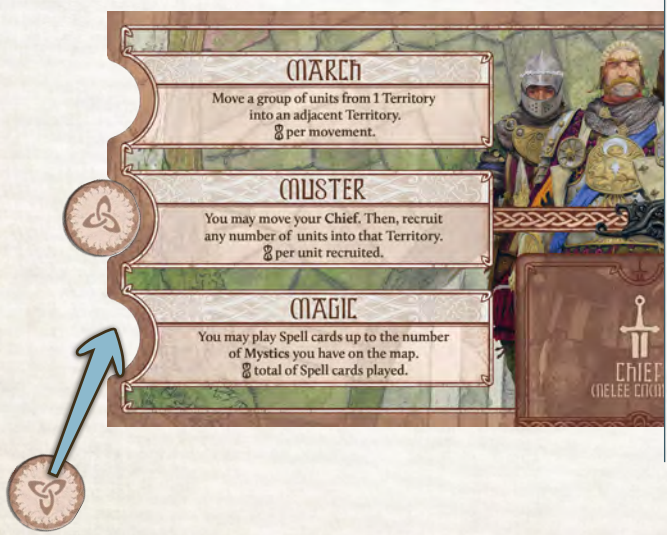 MARCH
Move a group of units from 1 Territory
into an adjacent Territory.
per movement.
MUSTER
You may move your Chief. Then, recruit
any number of units into that Territory.
per unit recruited.
MAGIC
You may play Spell cards up to the number
of Mystics you have on the map.
total of Spell cards played.
CHIEF
MELEE